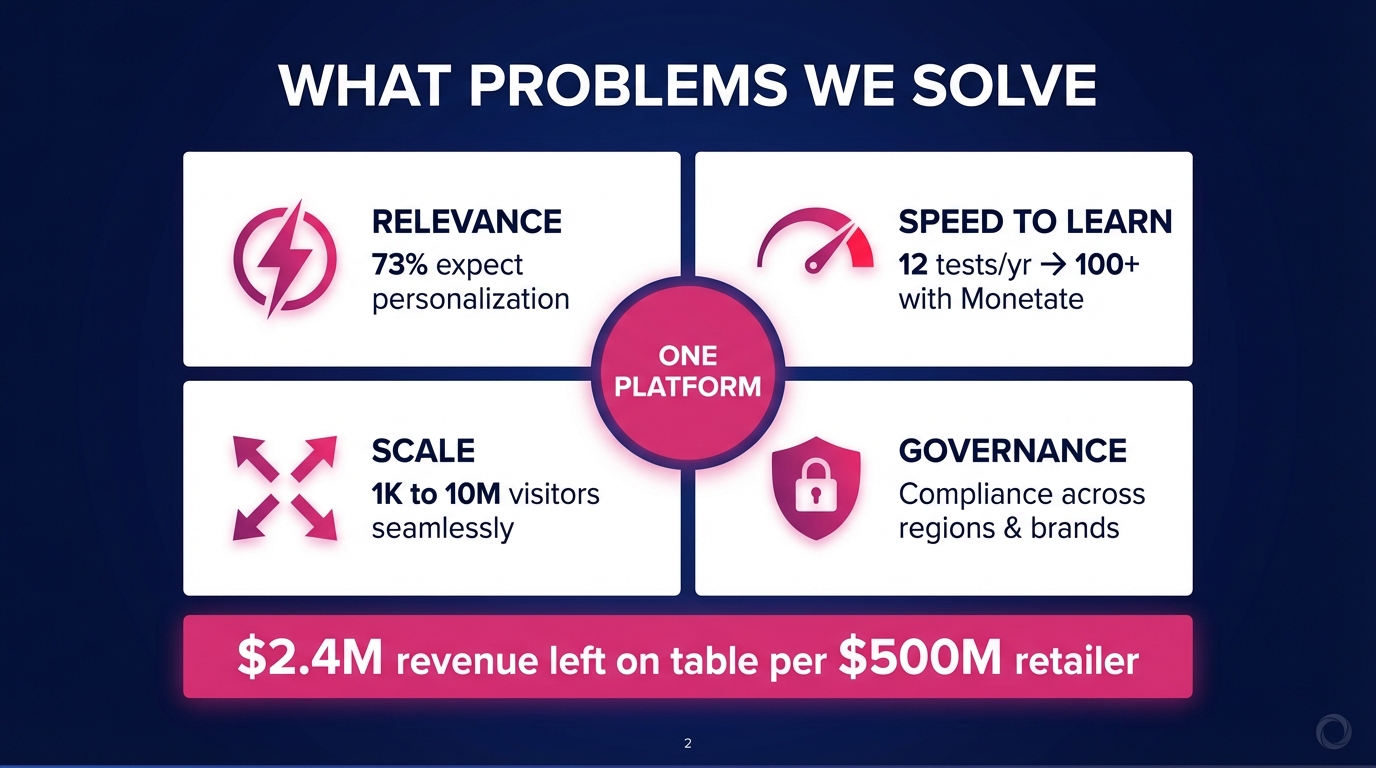 WHAT PROBLEMS WE SOLVE
RELEVANCE
73% expect
personalization
SPEED TO LEARN
12 tests/yr → 100+
with Monetate
ONE
PLATFORM
SCALE
1K to 10M visitors
seamlessly
GOVERNANCE
Compliance across
regions & brands
$2.4M revenue left on table per $500M retailer
2